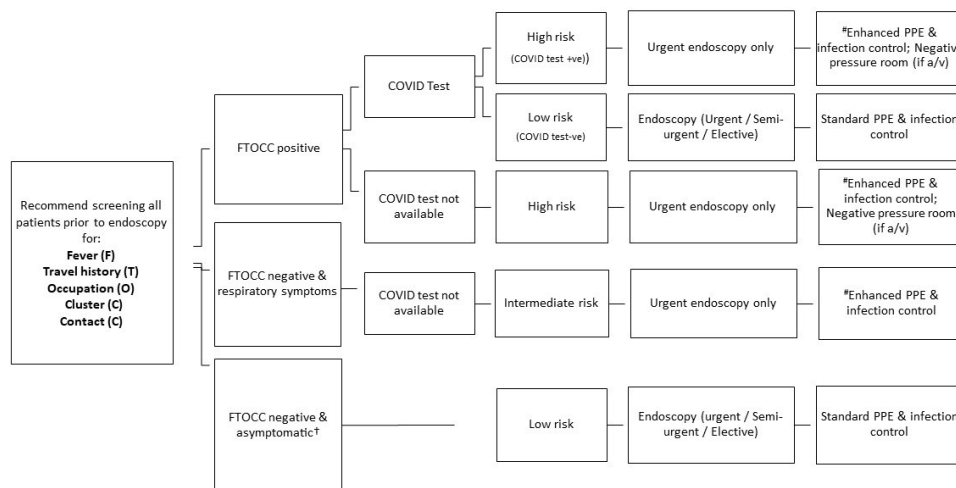 Recommend screening all
patients prior to endoscopy
for:
Fever (F)
Travel history (T)
Occupation (O)
Cluster (C)
Contact (C)
FTOCC positive
COVID Test
High risk
(COVID test +ve))
Urgent endoscopy only
#Enhanced PPE &
infection control; Negativ
pressure room (if a/v)
Low risk
(COVID test-ve)
Endoscopy (Urgent / Semi-
urgent / Elective)
Standard PPE & infection
control
COVID test not
available
High risk
Urgent endoscopy only
#Enhanced PPE &
infection control;
Negative pressure room
(if a/v)
FTOCC negative &
respiratory symptoms
COVID test not
available
Intermediate risk
Urgent endoscopy only
#Enhanced PPE &
infection control
FTOCC negative &
asymptomatic†
Low risk
Endoscopy (urgent / Semi-
urgent / Elective)
Standard PPE & infection
control